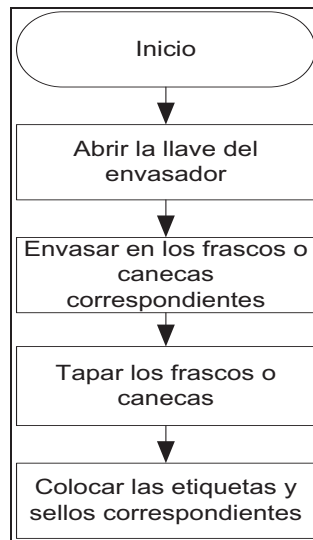 Inicio
Abrir la llave del
envasador
Envasar en los frascos o
canecas
correspondientes
Tapar los frascos o
canecas
Colocar las etiquetas y
sellos correspondientes